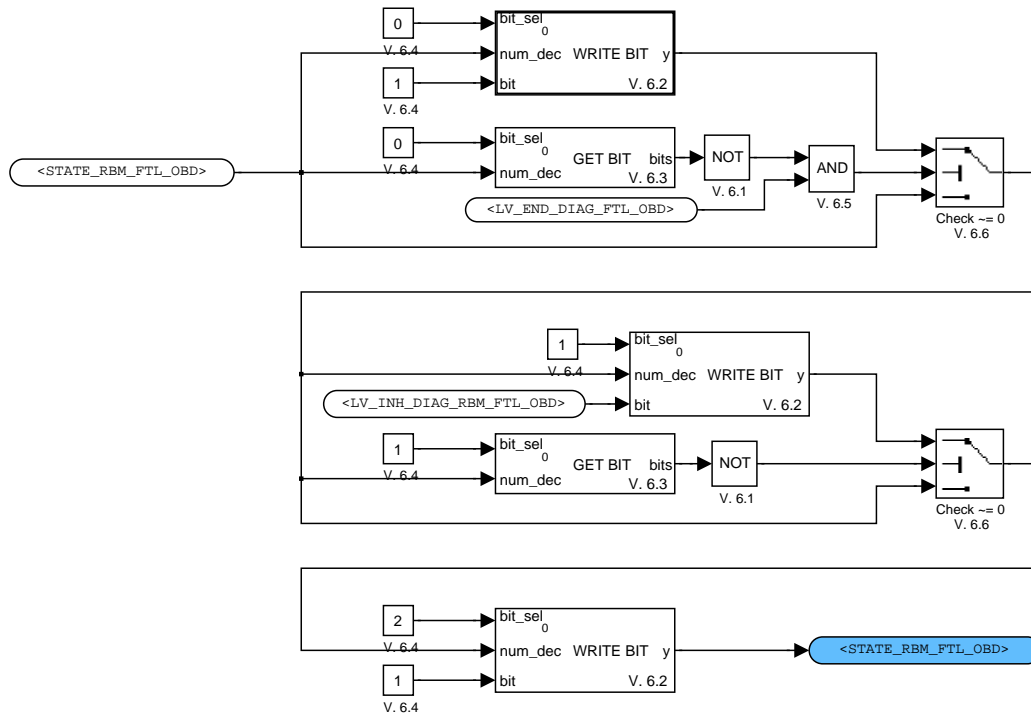 0
bit_sel
0
V. 6.4
num_dec
WRITE BIT
y
1
bit
V. 6.2
V. 6.4
0
bit_sel
0
GET BIT
bits
NOT
<STATE_RBM_FTL_OBD>
V. 6.4
num_dec
V. 6.3
V. 6.1
AND
<LV_END_DIAG_FTL_OBD>
V. 6.5
Check ~= 0
V. 6.6
1
bit_sel
0
V. 6.4
num_dec
WRITE BIT
y
<LV_INH_DIAG_RBM_FTL_OBD>
bit
V. 6.2
1
bit_sel
0
GET BIT
bits
NOT
V. 6.4
num_dec
V. 6.3
V. 6.1
Check ~= 0
V. 6.6
2
bit_sel
0
V. 6.4
num_dec
WRITE BIT
y
<STATE_RBM_FTL_OBD>
1
bit
V. 6.2
V. 6.4